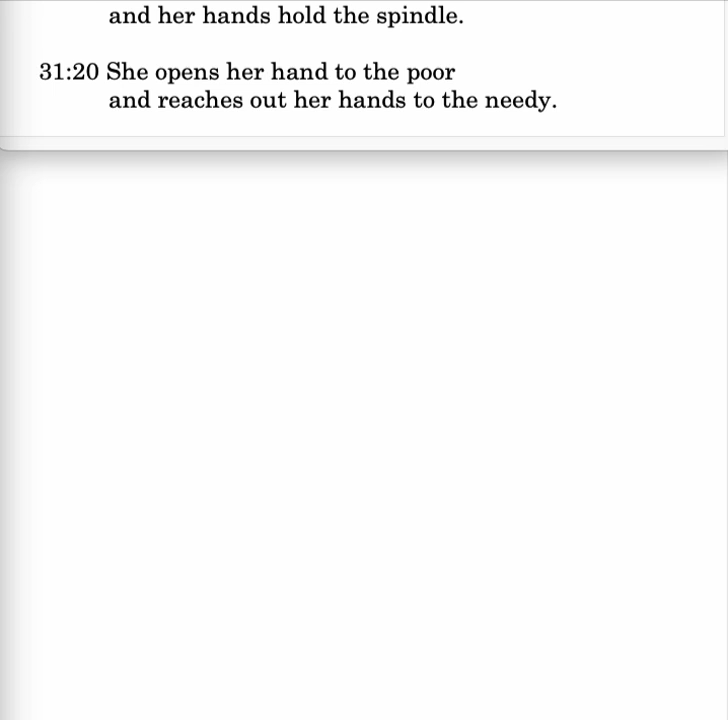 and her hands hold the spindle.
31:20 She opens her hand to the poor
and reaches out her hands to the needy.